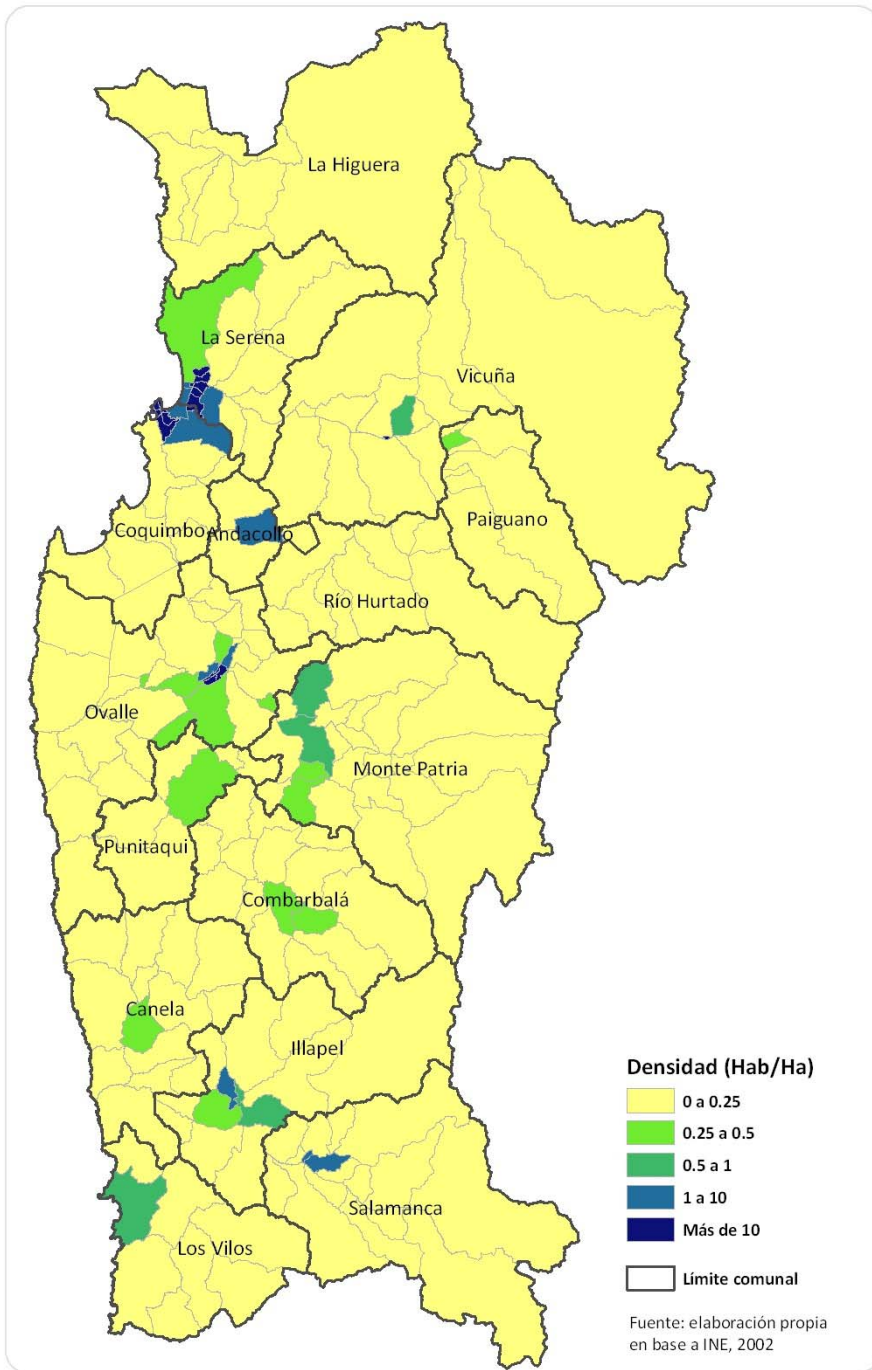 La Higuera
La Serena
Vicuña
Coquimbo
Andacollo
Paiguano
Río Hurtado
Ovalle
Monte Patria
Punitaqui
Combarbalá
Canela
Illapel
Salamanca
Los Vilos
Densidad (Hab/Ha)
0 a 0.25
0.25 a 0.5
0.5 a 1
1 a 10
Más de 10
Límite comunal
Fuente: elaboración propia
en base a INE, 2002